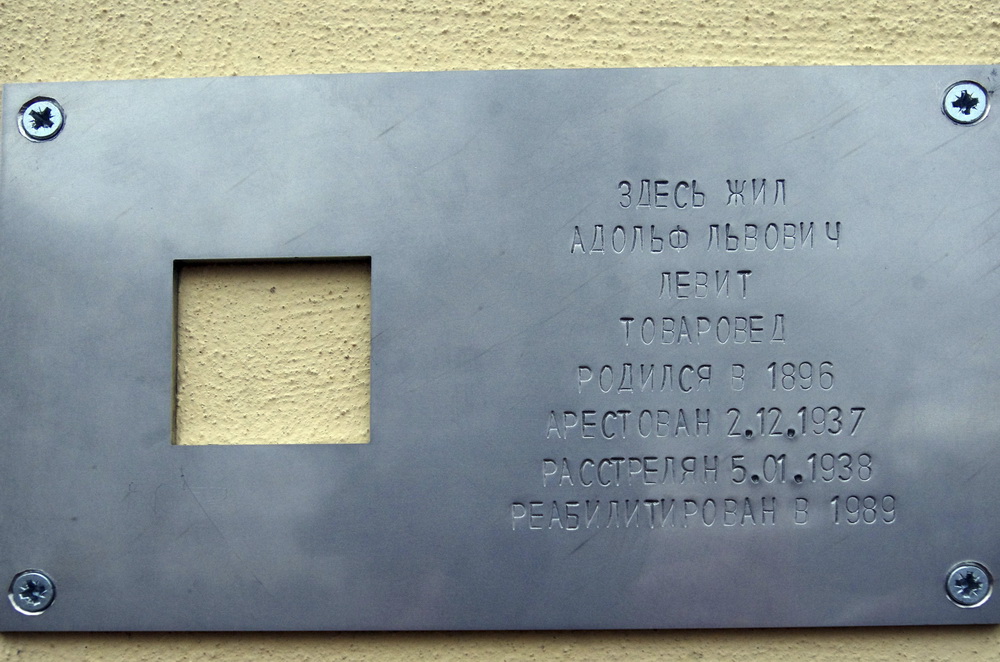 ЗДЕСЬ ЖИЛ
АДОЛЬФ ЛЬВОВИЧ
ЛЕВИТ
ТОВАРОВЕД
РОДИЛСЯ В 1896
АРЕСТОВАН 2.12.1937
РАССТРЕЛЯН 5.01.1938
РЕАБИЛИТИРОВАН В 1989